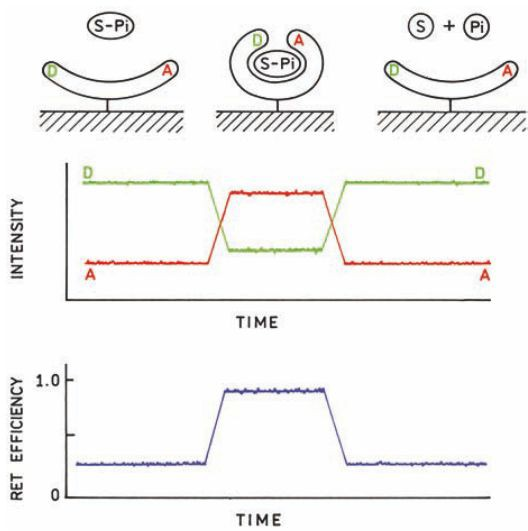 S-Pi
S-Pi
S + Pi
D A
D A
D A
D D
A A
INTENSITY
TIME
1.0
0
RET EFFICIENCY
TIME